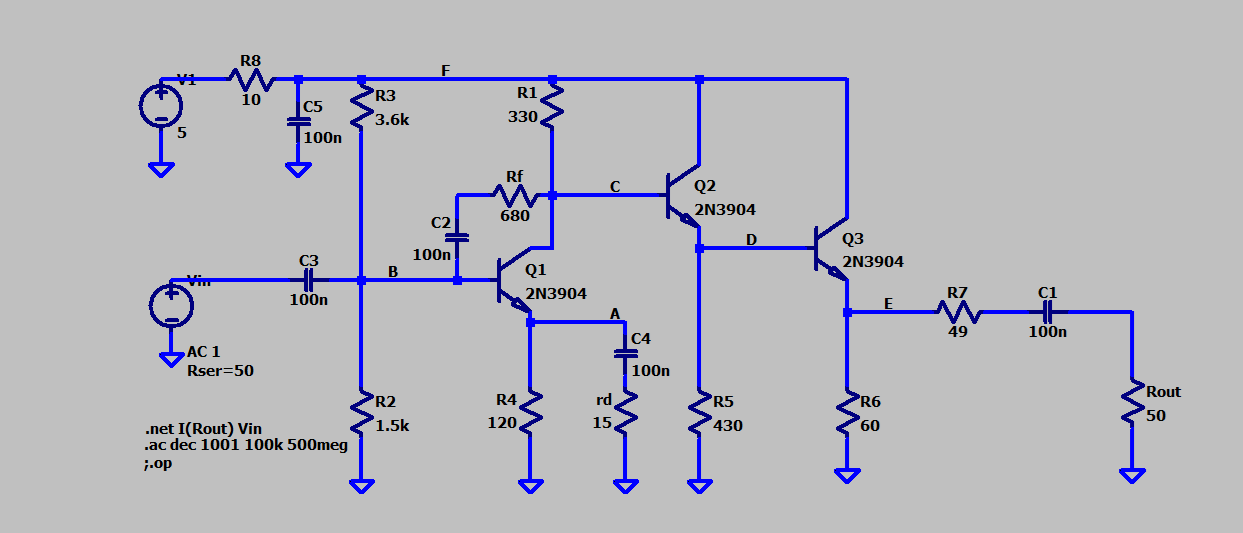 V1
5
R8
10
C5
100n
R3
3.6k
F
R1
330
Rf
680
C
C2
100n
Q2
2N3904
D
Q3
2N3904
Vin
AC 1
Rser=50
C3
100n
B
Q1
2N3904
A
C4
100n
E
R7
49
C1
100n
R2
1.5k
R4
120
rd
15
R5
430
R6
60
Rout
50
.net I(Rout) Vin
.ac dec 1001 100k 500meg
;.op